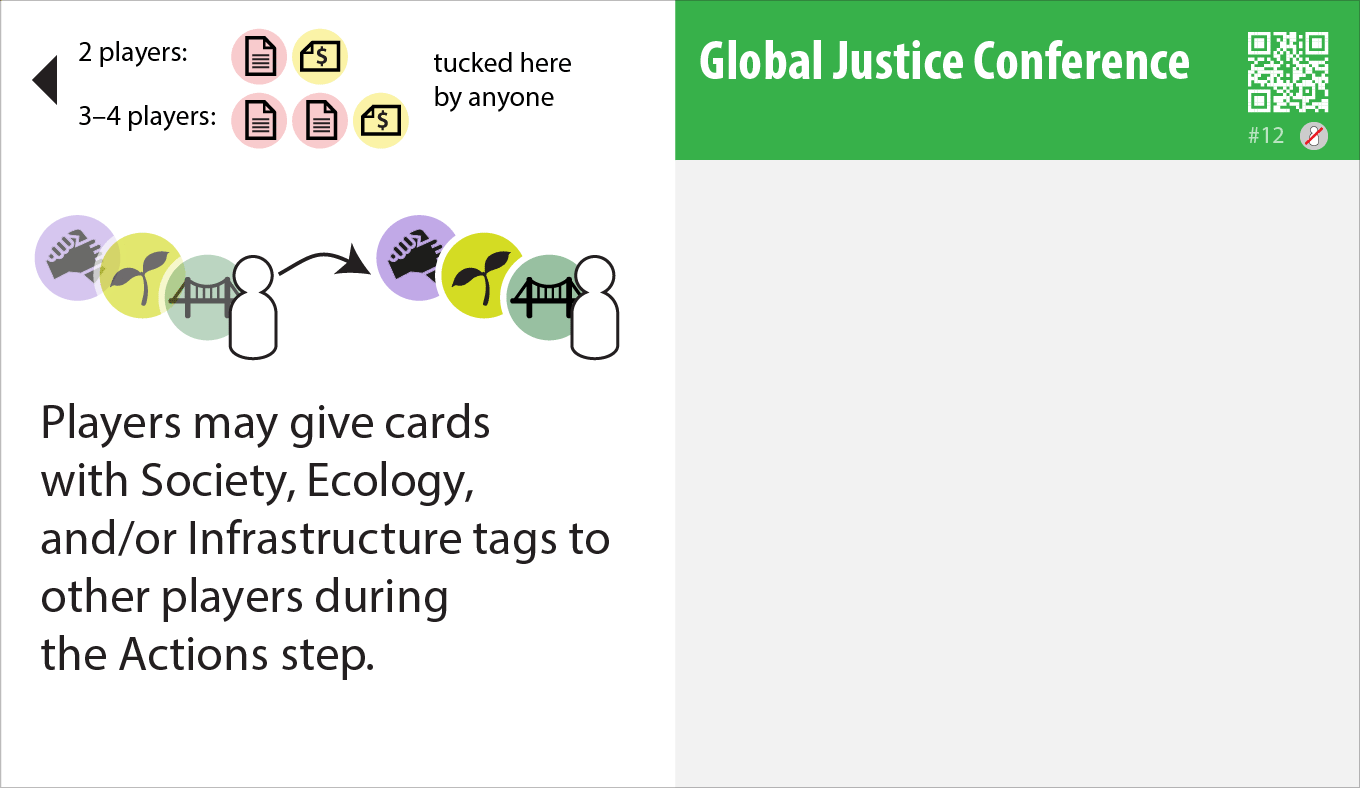 2 players:
tucked here
by anyone
3–4 players:
$
$
Players may give cards
with Society, Ecology,
and/or Infrastructure tags to
other players during
the Actions step.
Global Justice Conference
#12